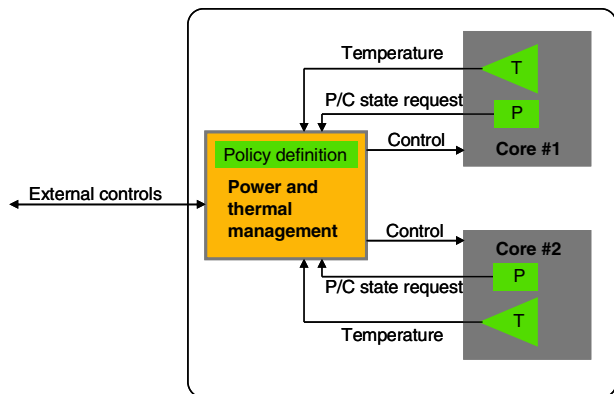 Temperature
T
P/C state request
P
Control
Core #1
Policy definition
Power and
thermal
management
External controls
Control
Core #2
P
P/C state request
T
Temperature